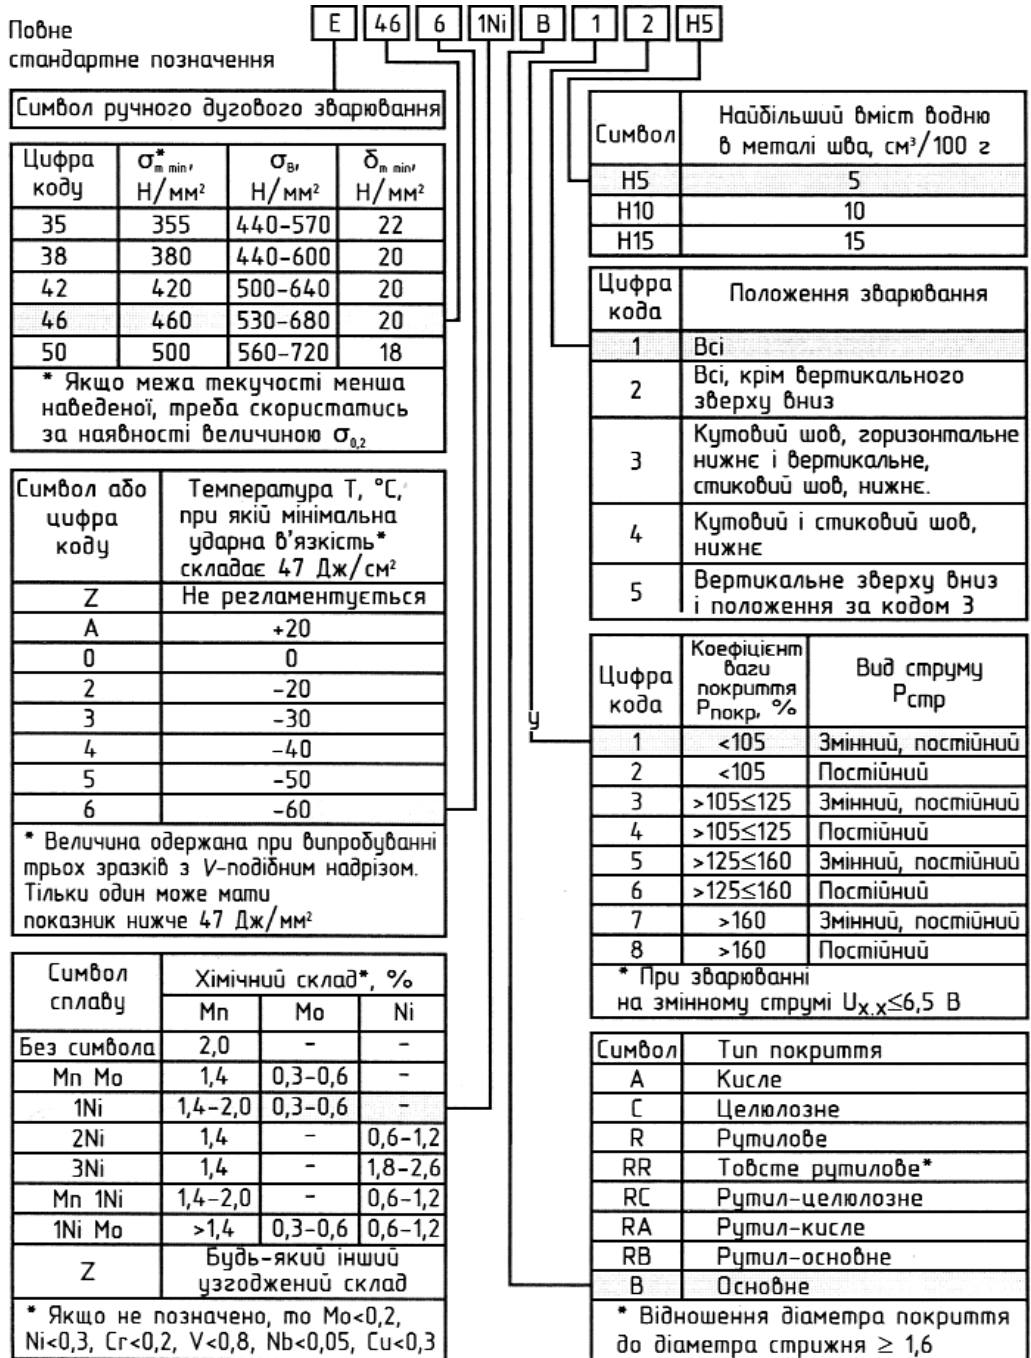 Повне
стандартне позначення
E 46 6 1Ni B 1 2 H5
Символ ручного дугового зварювання
Цифра коду | σ*m min, Н/мм² | σв, Н/мм² | δm min, Н/мм²
35 355 440-570 22
38 380 440-600 20
42 420 500-640 20
46 460 530-680 20
50 500 560-720 18
* Якщо межа текучості менша
наведеної, треба скористатись
за наявності величиною σ0,2
Символ або
цифра
коду
Температура Т, °С,
при якій мінімальна
ударна в'язкість*
складає 47 Дж/см²
Z Не регламентується
A +20
0 0
2 -20
3 -30
4 -40
5 -50
6 -60
* Величина одержана при випробуванні
трьох зразків з V-подібним надрізом.
Тільки один може мати
показник нижче 47 Дж/мм²
Символ
сплаву
Хімічний склад*, %
Mn Mo Ni
Без символа 2,0 - -
Mn Mo 1,4 0,3-0,6 -
1Ni 1,4-2,0 0,3-0,6 -
2Ni 1,4 - 0,6-1,2
3Ni 1,4 - 1,8-2,6
Mn 1Ni 1,4-2,0 - 0,6-1,2
1Ni Mo >1,4 0,3-0,6 0,6-1,2
Z Будь-який інший
узгоджений склад
* Якщо не позначено, то Mo<0,2,
Ni<0,3, Cr<0,2, V<0,8, Nb<0,05, Cu<0,3
Символ
Найбільший вміст водню
в металі шва, см³/100 г
H5 5
H10 10
H15 15
Цифра
кода
Положення зварювання
1 Всі
2 Всі, крім вертикального
зверху вниз
3 Кутовий шов, горизонтальне
нижнє і вертикальне,
стиковий шов, нижнє.
4 Кутовий і стиковий шов,
нижнє
5 Вертикальне зверху вниз
і положення за кодом 3
у
Цифра
кода
Коефіцієнт
ваги
покриття
Рпокр, %
Вид струму
Рстр
1 <105 Змінний, постійний
2 <105 Постійний
3 >105≤125 Змінний, постійний
4 >105≤125 Постійний
5 >125≤160 Змінний, постійний
6 >125≤160 Постійний
7 >160 Змінний, постійний
8 >160 Постійний
* При зварюванні
на змінному струмі Uх.х≤6,5 В
Символ Тип покриття
A Кисле
C Целюлозне
R Рутилове
RR Товсте рутилове*
RC Рутил-целюлозне
RA Рутил-кисле
RB Рутил-основне
B Основне
* Відношення діаметра покриття
до діаметра стрижня ≥ 1,6